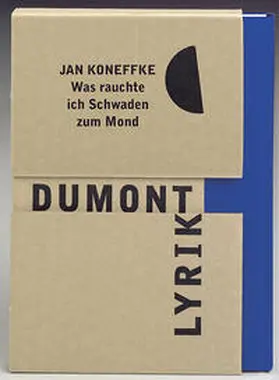 JAN KONEFFKE
Was rauchte
ich Schwaden
zum Mond
DUMONT
LYRIK